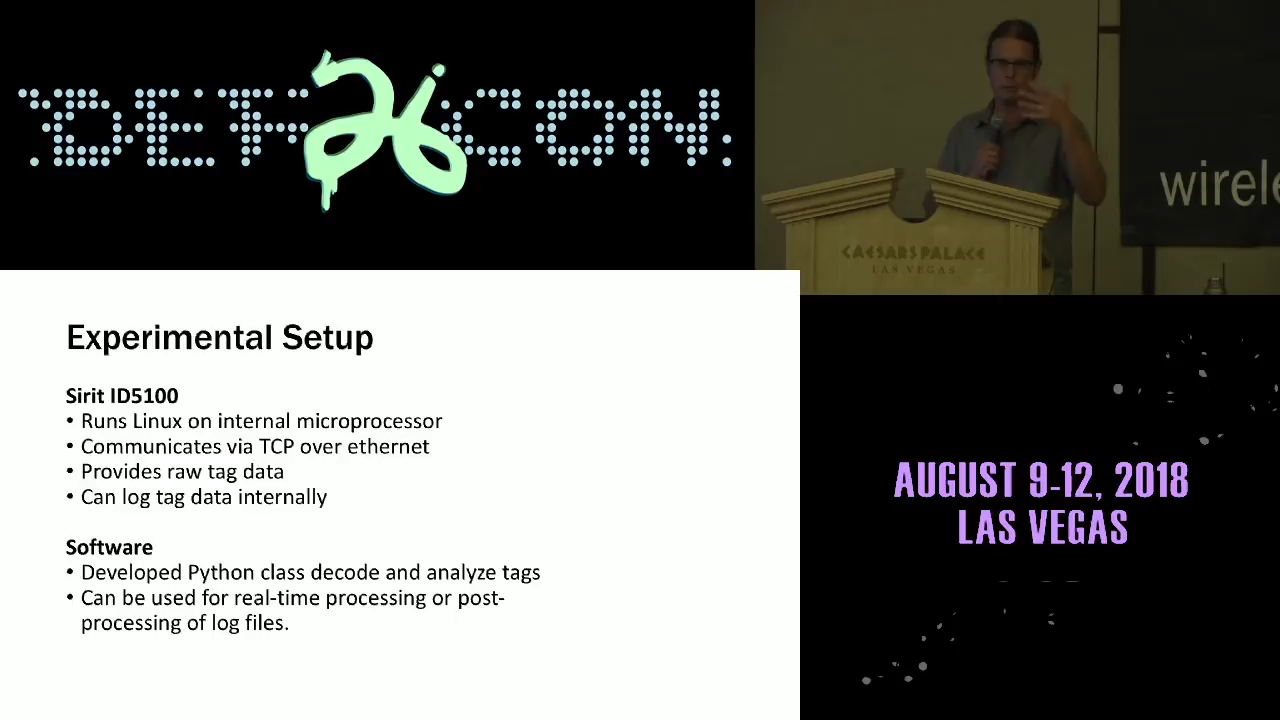 DEF 26 CON
wirele
CAESARS PALACE
LAS VEGAS
Experimental Setup
Sirit ID5100
• Runs Linux on internal microprocessor
• Communicates via TCP over ethernet
• Provides raw tag data
• Can log tag data internally
Software
• Developed Python class decode and analyze tags
• Can be used for real-time processing or post-
processing of log files.
AUGUST 9-12, 2018
LAS VEGAS